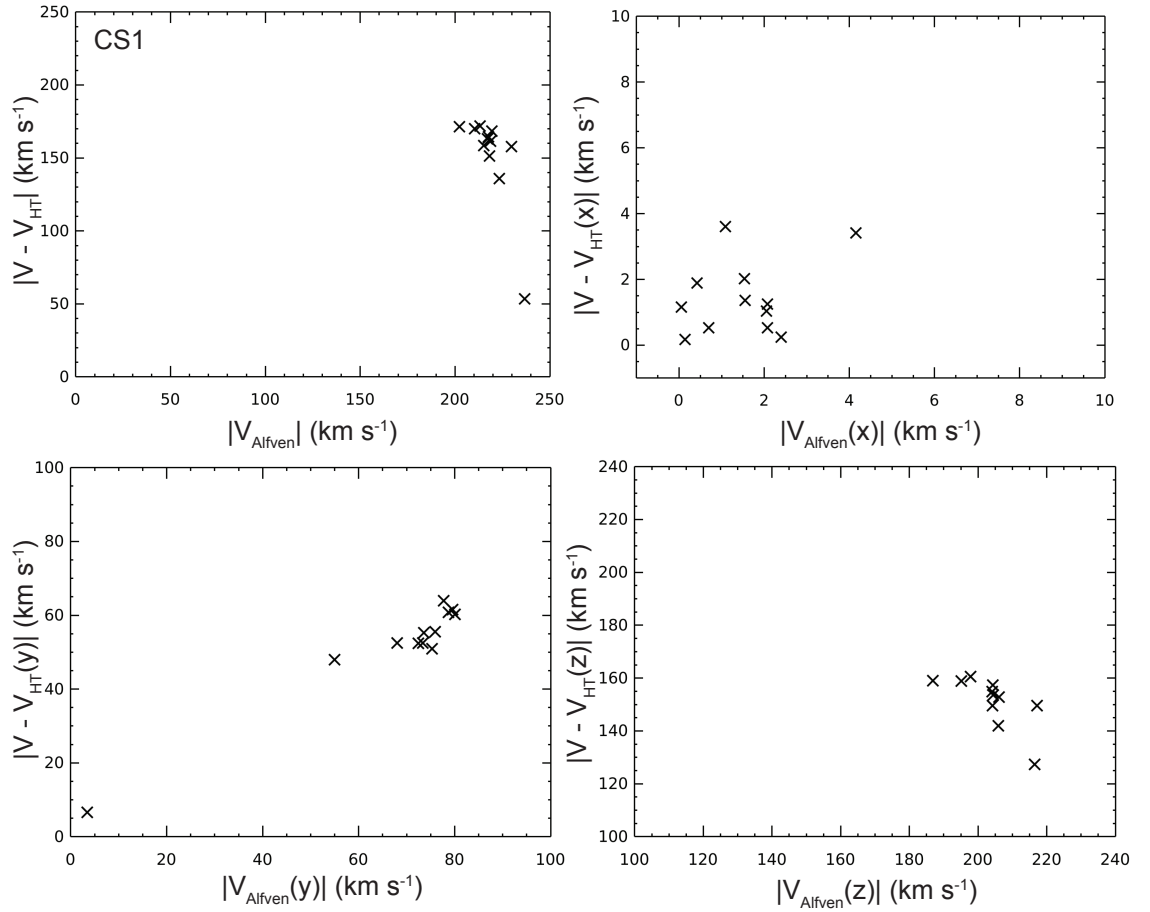 CS1
|V - V_HT| (km s⁻¹)
250
200
150
100
50
0
0 50 100 150 200 250
|V_Alfven| (km s⁻¹)
|V - V_HT(x)| (km s⁻¹)
10
8
6
4
2
0
0 2 4 6 8 10
|V_Alfven(x)| (km s⁻¹)
|V - V_HT(y)| (km s⁻¹)
100
80
60
40
20
0
0 20 40 60 80 100
|V_Alfven(y)| (km s⁻¹)
|V - V_HT(z)| (km s⁻¹)
240
220
200
180
160
140
120
100
100 120 140 160 180 200 220 240
|V_Alfven(z)| (km s⁻¹)